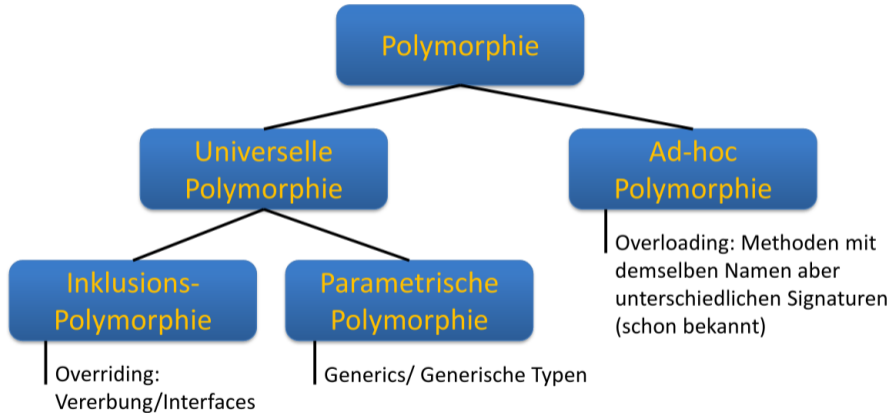 Polymorphie
Universelle
Polymorphie
Ad-hoc
Polymorphie
Overloading: Methoden mit
demselben Namen aber
unterschiedlichen Signaturen
(schon bekannt)
Inklusions-
Polymorphie
Parametrische
Polymorphie
Overriding:
Vererbung/Interfaces
Generics/ Generische Typen